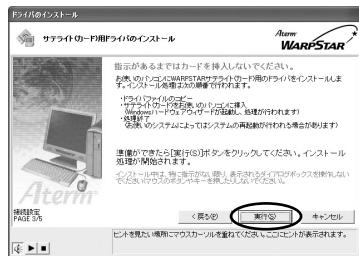 ドライバのインストール
サテライト(カード)用ドライバのインストール
Aterm
WARPSTAR
指示があるまではカードを挿入しないでください。
お使いのパソコンにWARPSTARサテライト(カード)用のドライバをインストールしま
す。インストール処理は次の順番で行われます。
・ドライバファイルのコピー
・サテライト(カード)をお使いのパソコンに挿入
(Windowsハードウェアウィザードが起動し、処理が行われます)
・処理終了
(お使いのシステムによってはシステムの再起動が行われる場合があります)
準備ができたら[実行(S)]ボタンをクリックしてください。インストール
処理が開始されます。
インストール中は、特に指示がない限り、表示されるダイアログボックスを操作しない
でください(マウスのボタンやキーを押したりしないでください)。
Aterm
接続設定
PAGE 3/5
< 戻る(B)
実行(S)
キャンセル
ヒントを見たい場所にマウスカーソルを重ねてください。ここにヒントが表示されます。